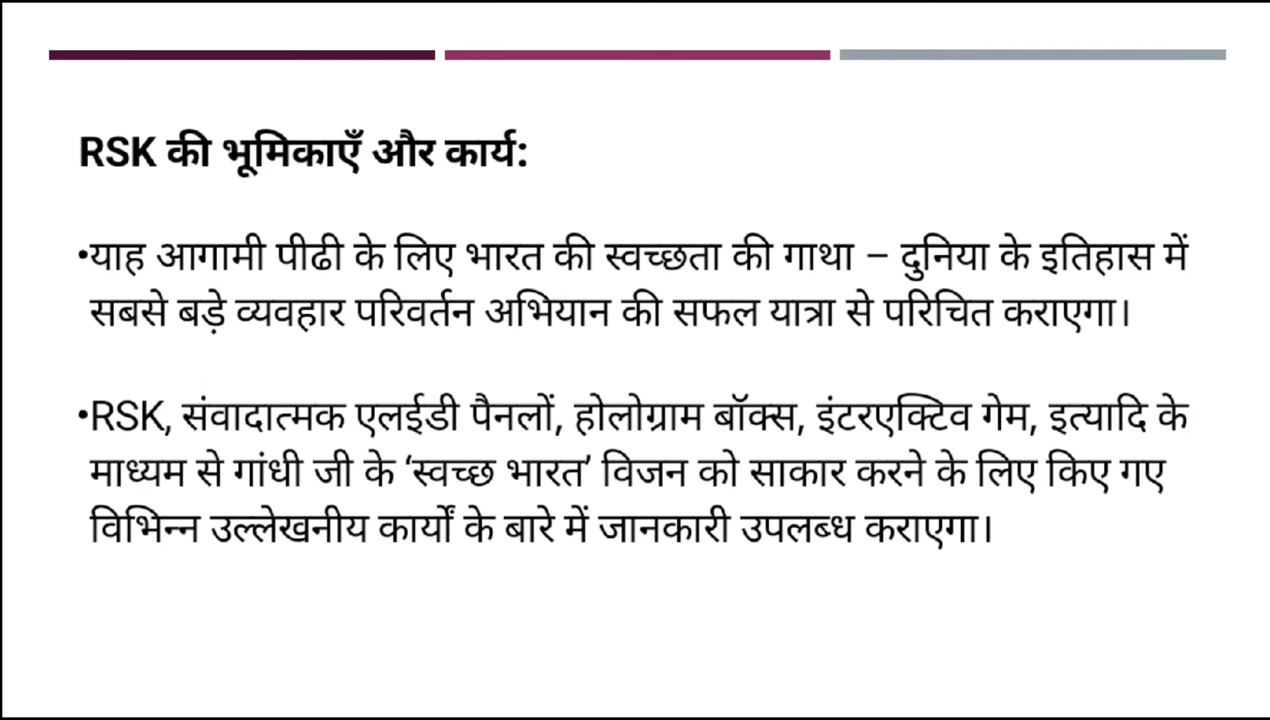 RSK की भूमिकाएँ और कार्य:
•याह आगामी पीढी के लिए भारत की स्वच्छता की गाथा – दुनिया के इतिहास में
सबसे बड़े व्यवहार परिवर्तन अभियान की सफल यात्रा से परिचित कराएगा।
•RSK, संवादात्मक एलईडी पैनलों, होलोग्राम बॉक्स, इंटरएक्टिव गेम, इत्यादि के
माध्यम से गांधी जी के ‘स्वच्छ भारत’ विजन को साकार करने के लिए किए गए
विभिन्न उल्लेखनीय कार्यों के बारे में जानकारी उपलब्ध कराएगा।